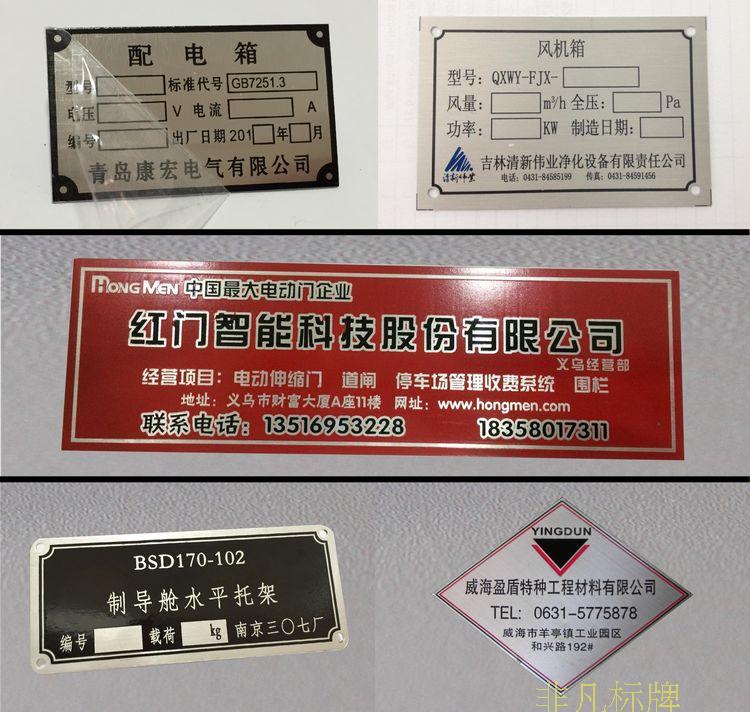 配电箱
型号 标准代号 GB7251.3
电压 V 电流 A
编号 出厂日期 201 年 月
青岛康宏电气有限公司
风机箱
型号: QXWY-FJX-
风量: m³/h 全压: Pa
功率: KW 制造日期:
清新伟业
吉林清新伟业净化设备有限责任公司
电话: 0431-84585199 传真: 0431-84591456
HONGMEN 中国最大电动门企业
红门智能科技股份有限公司
义乌经营部
经营项目: 电动伸缩门 道闸 停车场管理收费系统 围栏
地址: 义乌市财富大厦A座11楼 网址: www.hongmen.com
联系电话: 13516953228 18358017311
BSD170-102
制导舱水平托架
编号 载荷 kg 南京三〇七厂
YINGDUN
威海盈盾特种工程材料有限公司
TEL: 0631-5775878
威海市羊亭镇工业园区
和兴路192#
非凡标牌